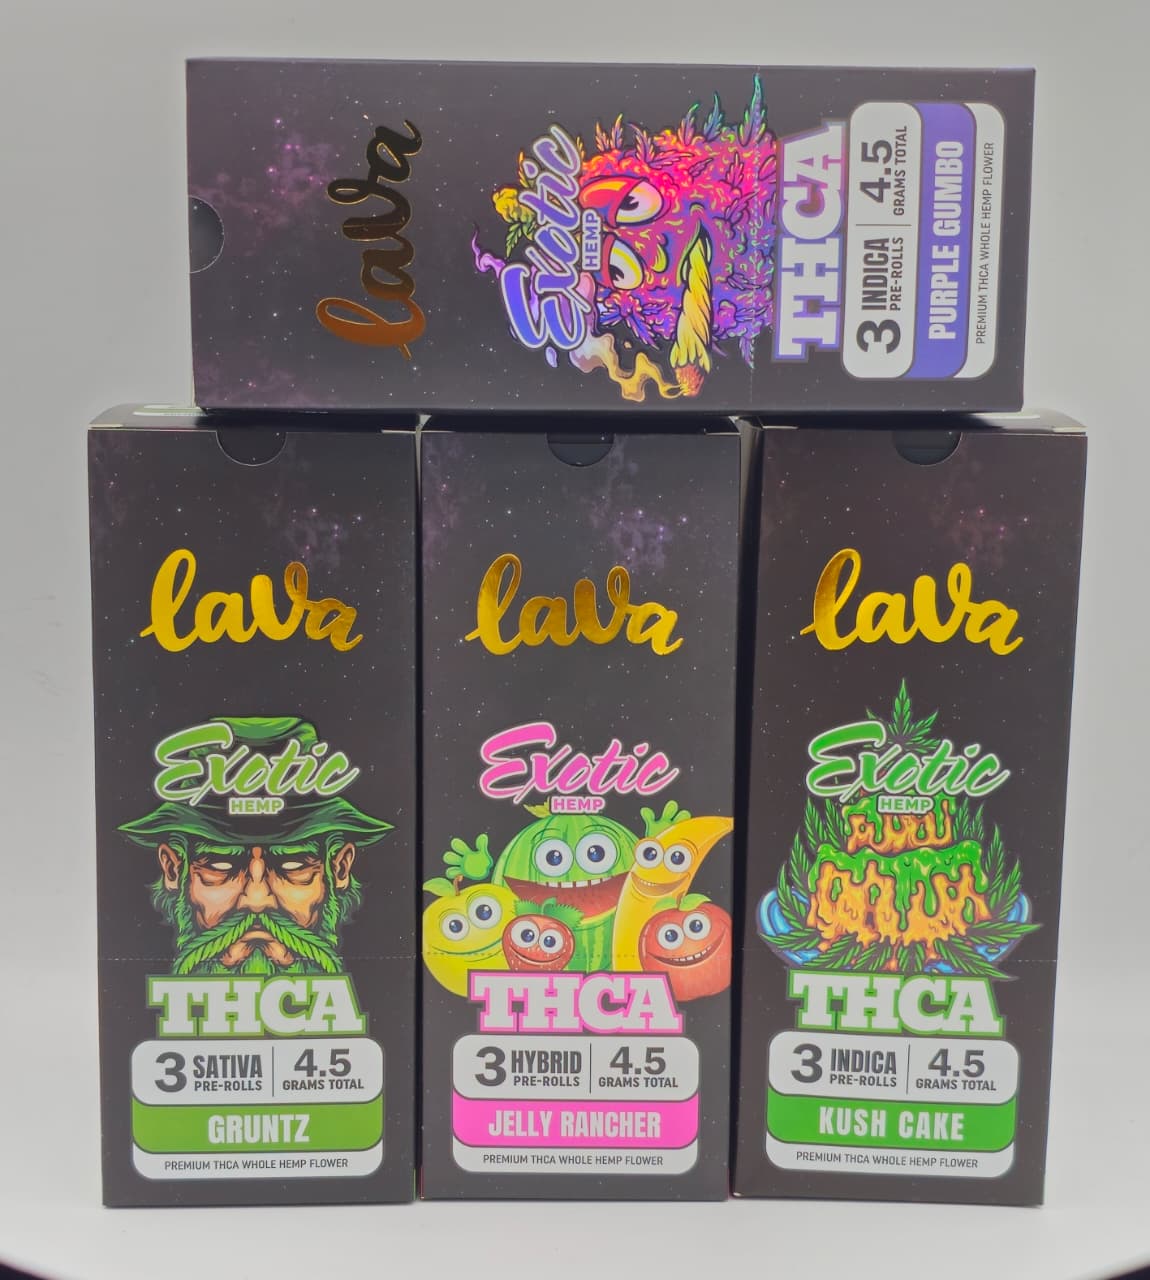 lava
Exotic
HEMP
THCA
3 INDICA
PRE-ROLLS
4.5
GRAMS TOTAL
PURPLE GUMBO
PREMIUM THCA WHOLE HEMP FLOWER
lava
Exotic
HEMP
THCA
3 SATIVA
PRE-ROLLS
4.5
GRAMS TOTAL
GRUNTZ
PREMIUM THCA WHOLE HEMP FLOWER
lava
Exotic
HEMP
THCA
3 HYBRID
PRE-ROLLS
4.5
GRAMS TOTAL
JELLY RANCHER
PREMIUM THCA WHOLE HEMP FLOWER
lava
Exotic
HEMP
THCA
3 INDICA
PRE-ROLLS
4.5
GRAMS TOTAL
KUSH CAKE
PREMIUM THCA WHOLE HEMP FLOWER